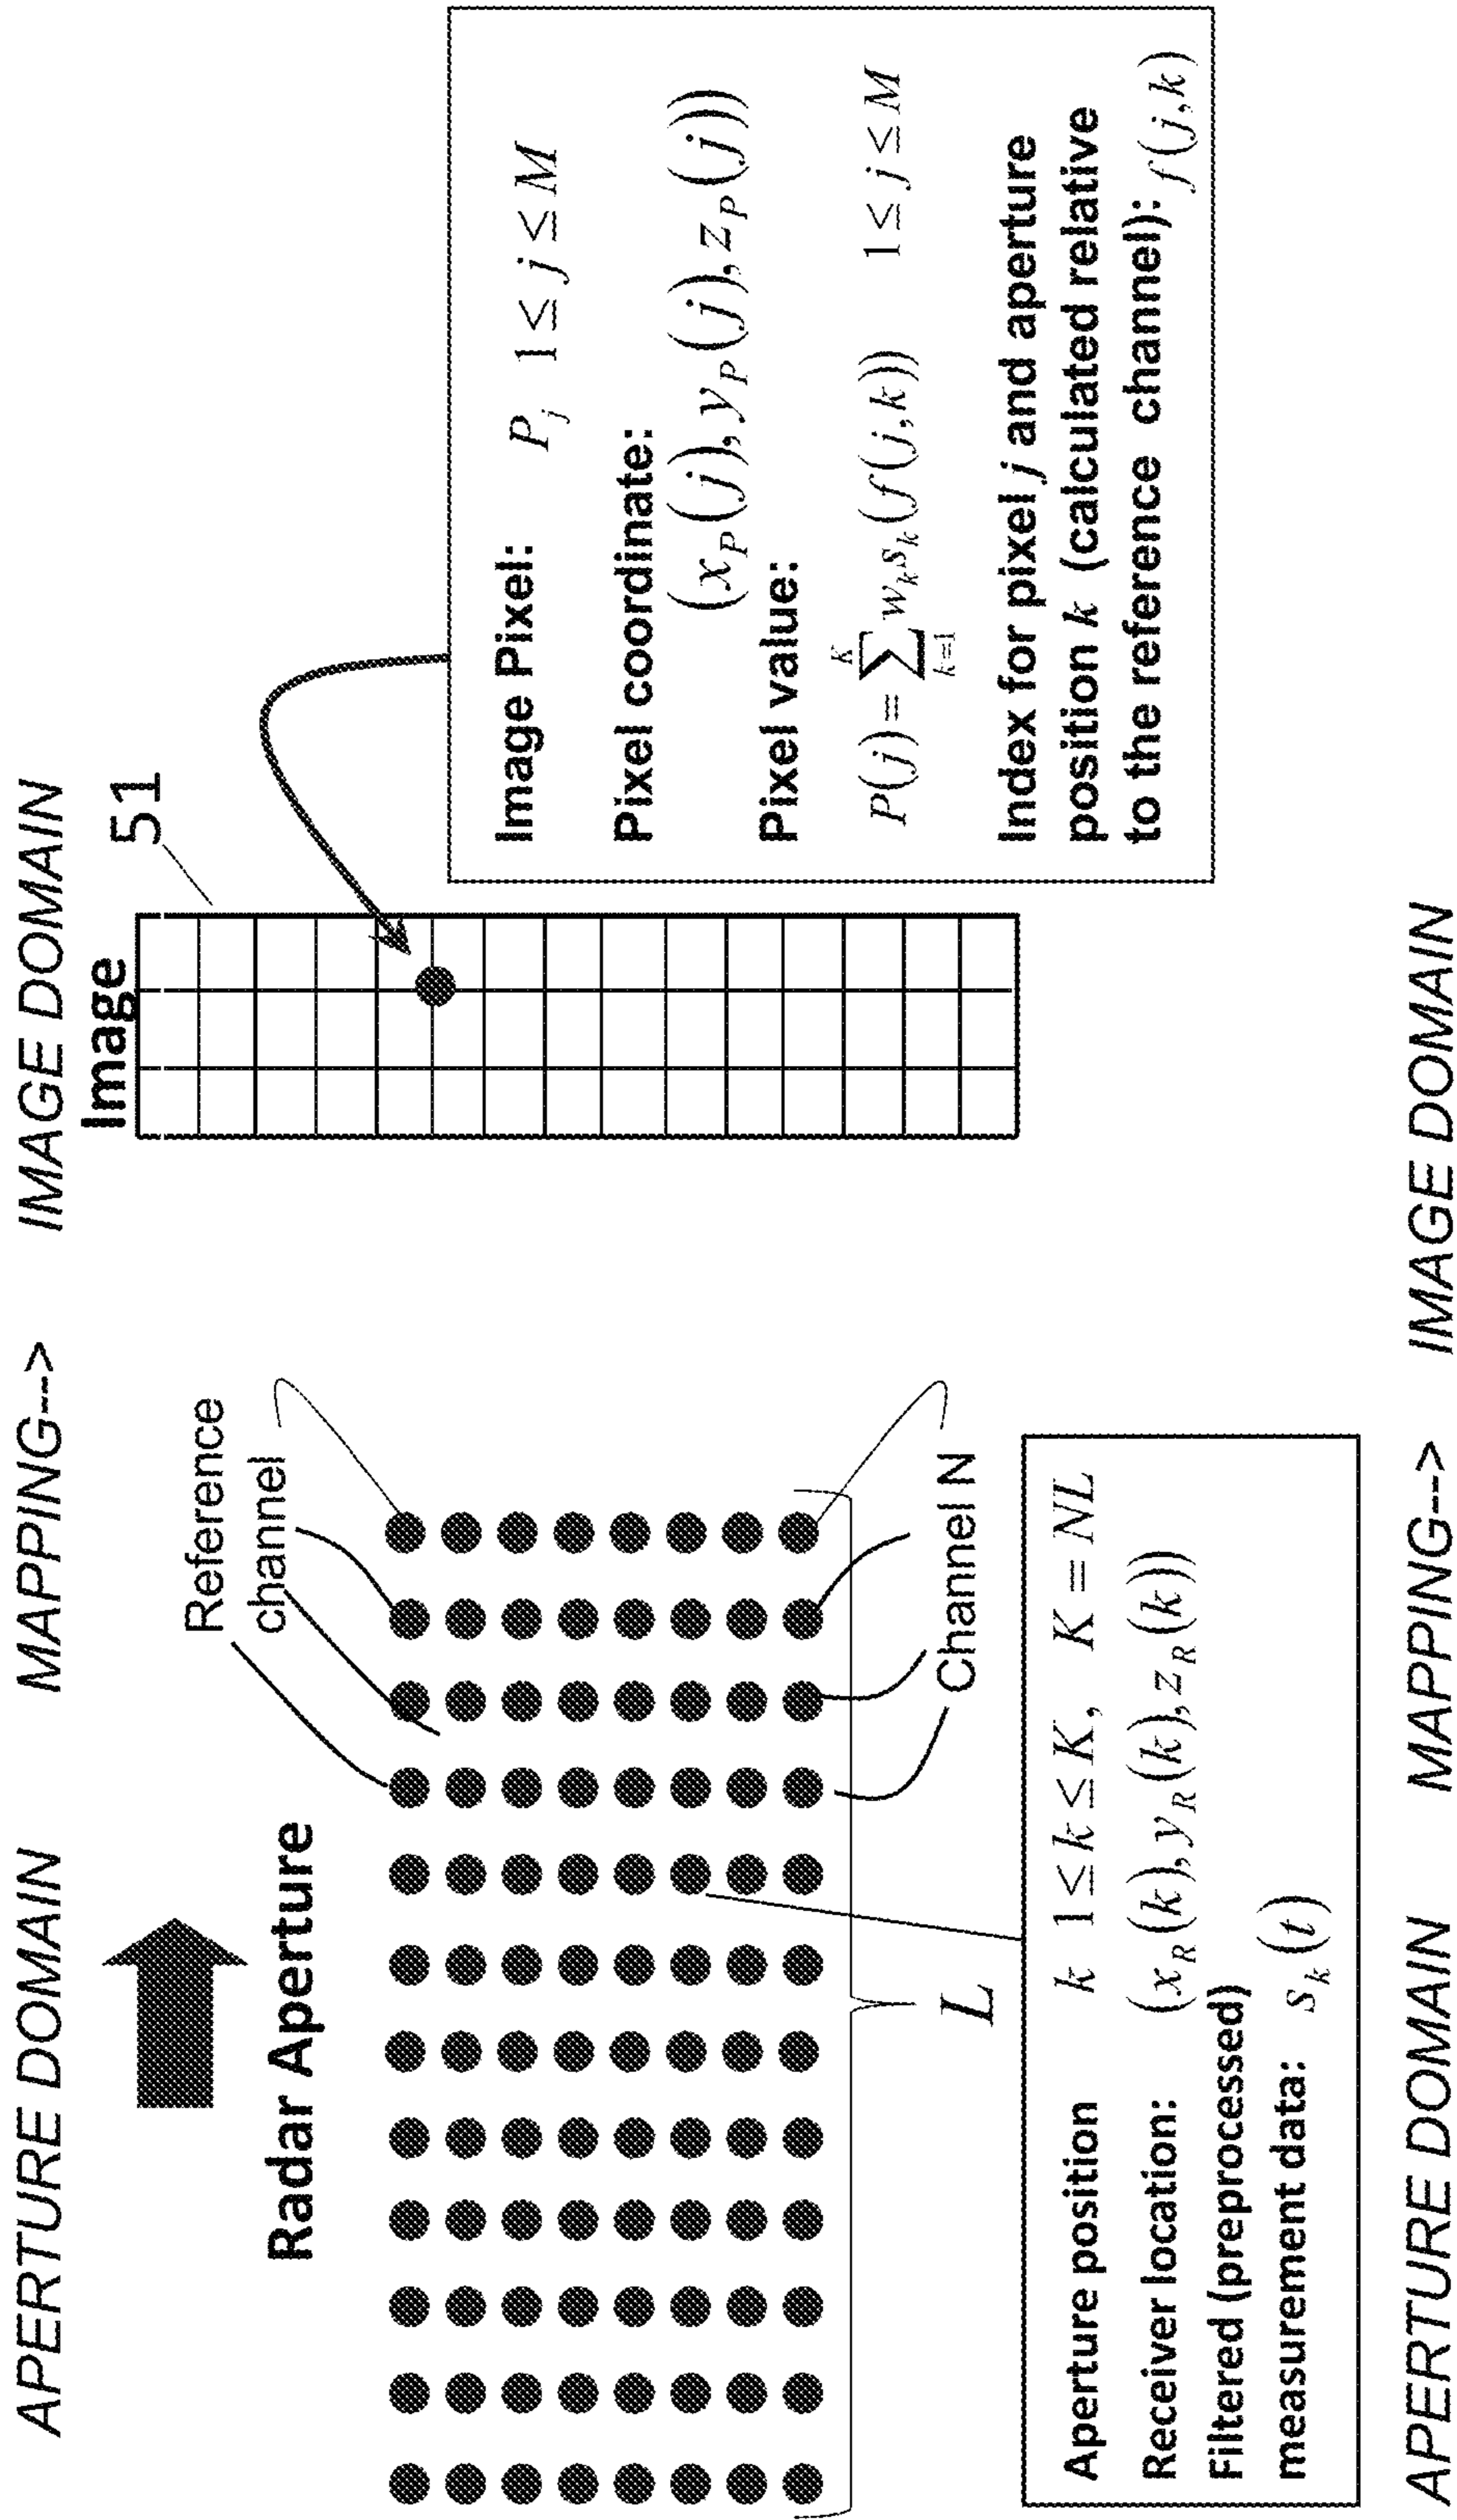 APERTURE DOMAIN MAPPING--> IMAGE DOMAIN
Radar Aperture
Reference
channel
Channel N
L
Aperture position k 1 ≤ k ≤ K, K = NL
Receiver location: (x_R(k), y_R(k), z_R(k))
Filtered (preprocessed)
measurement data: s_k(t)
Image
51
Image Pixel: P_j 1 ≤ j ≤ M
Pixel coordinate:
(x_P(j), y_P(j), z_P(j))
Pixel value:
P(j) = ∑_{k=1}^{K} w_k s_k(f(j,k)) 1 ≤ j ≤ M
Index for pixel j and aperture
position k (calculated relative
to the reference channel): f(j,k)
APERTURE DOMAIN MAPPING--> IMAGE DOMAIN